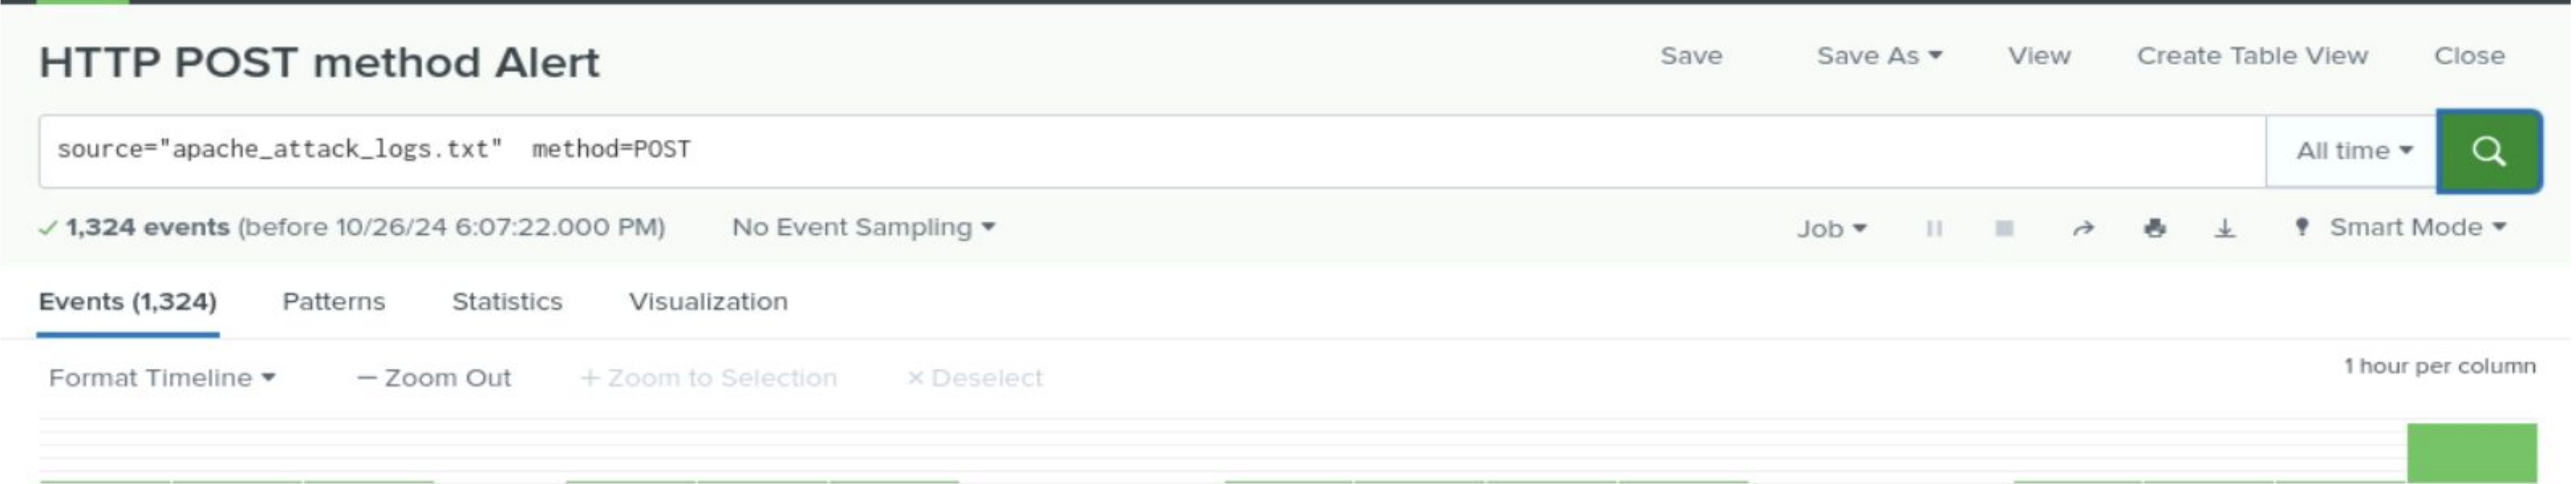 HTTP POST method Alert
Save Save As View Create Table View Close
source="apache_attack_logs.txt"  method=POST
All time
1,324 events (before 10/26/24 6:07:22.000 PM) No Event Sampling
Job Smart Mode
Events (1,324) Patterns Statistics Visualization
Format Timeline — Zoom Out + Zoom to Selection × Deselect
1 hour per column